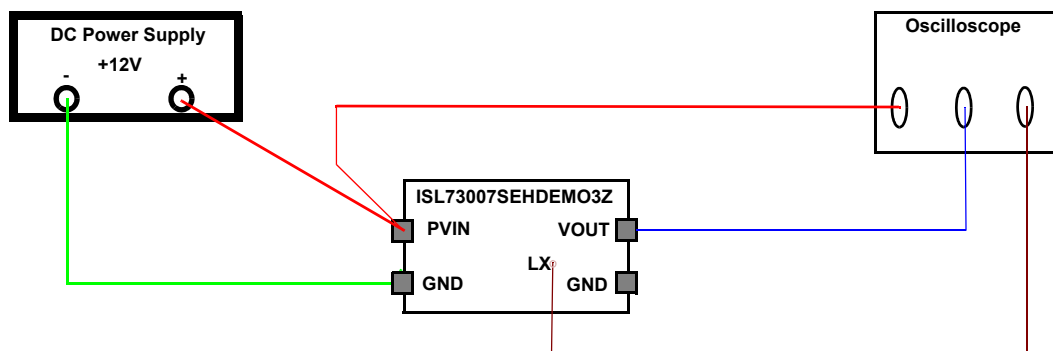 DC Power Supply
+12V
- +
Oscilloscope
ISL73007SEHDEMO3Z
PVIN VOUT
LX
GND GND